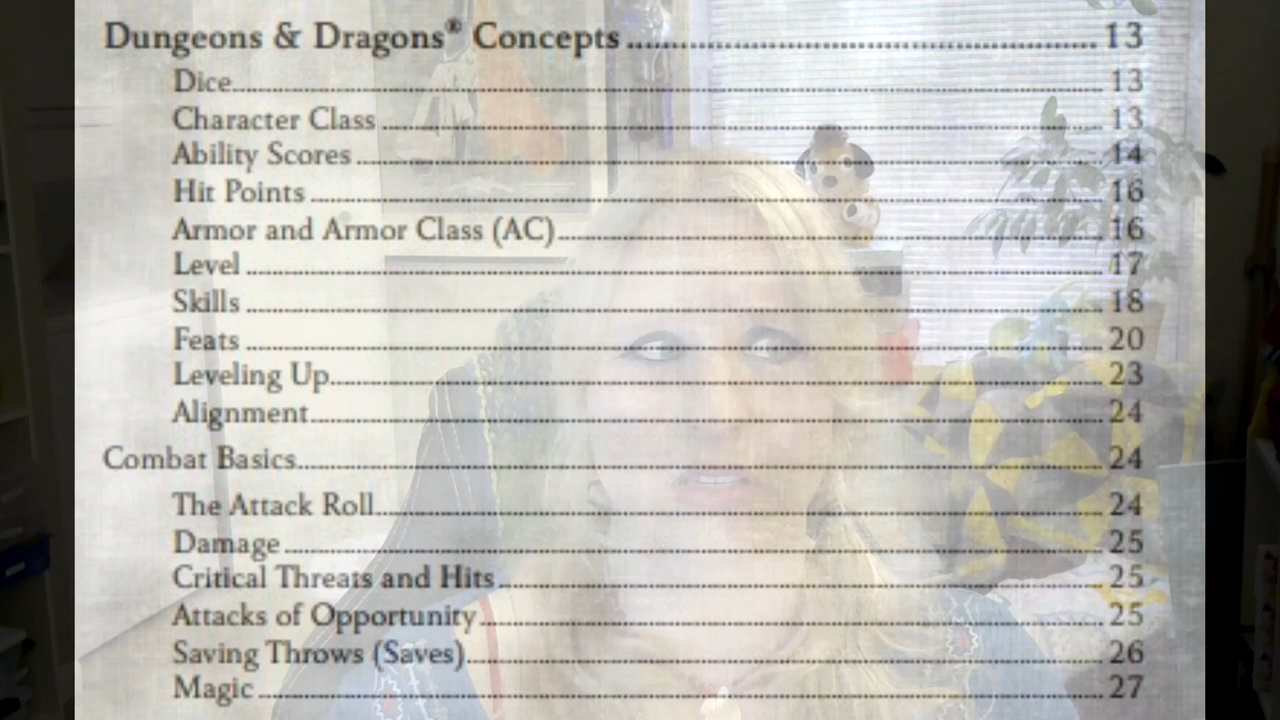 Dungeons & Dragons® Concepts 13
Dice 13
Character Class 13
Ability Scores 14
Hit Points 16
Armor and Armor Class (AC) 16
Level 17
Skills 18
Feats 20
Leveling Up 23
Alignment 24
Combat Basics 24
The Attack Roll 24
Damage 25
Critical Threats and Hits 25
Attacks of Opportunity 25
Saving Throws (Saves) 26
Magic 27